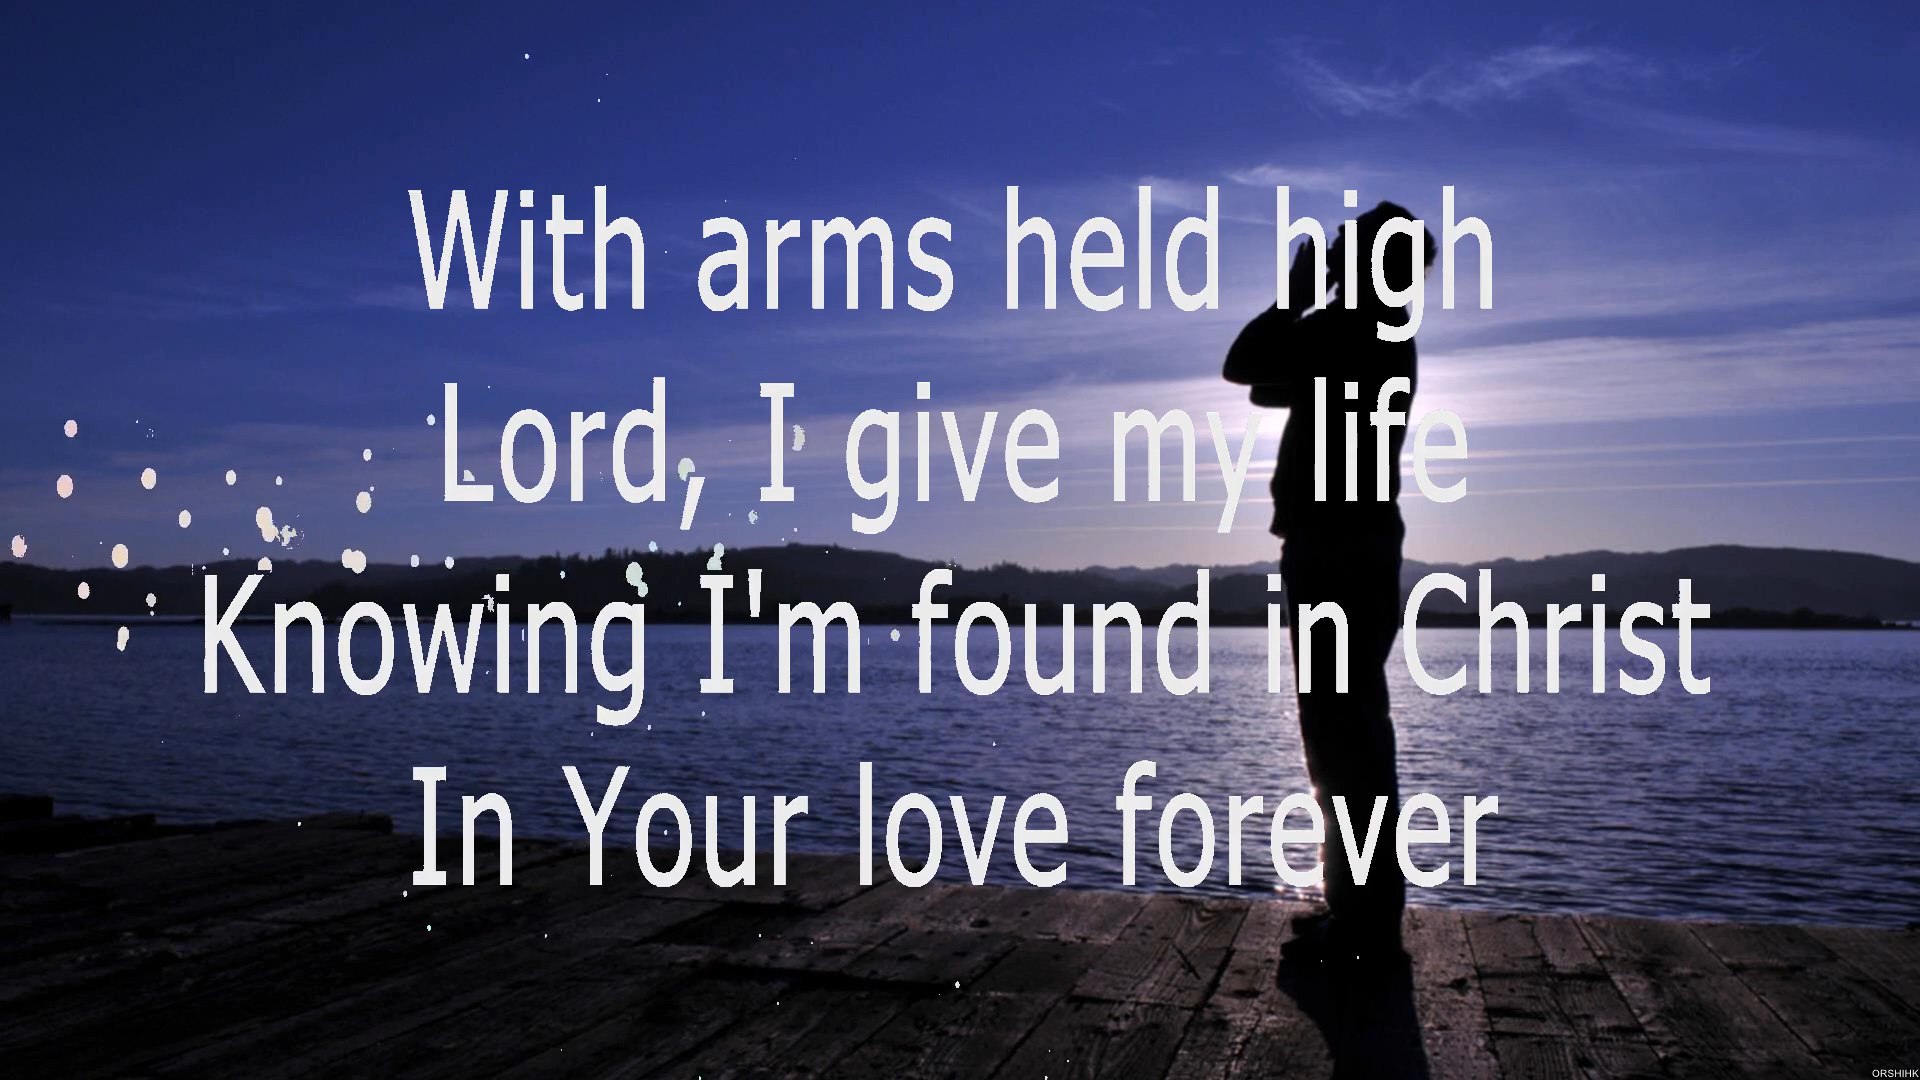 With arms held high
Lord, I give my life
Knowing I'm found in Christ
In Your love forever
ORSHIHK